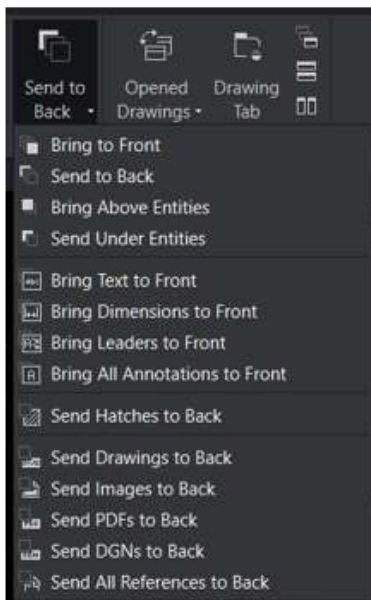 Send to
Back
Opened
Drawings
Drawing
Tab
Bring to Front
Send to Back
Bring Above Entities
Send Under Entities
Bring Text to Front
Bring Dimensions to Front
Bring Leaders to Front
Bring All Annotations to Front
Send Hatches to Back
Send Drawings to Back
Send Images to Back
Send PDFs to Back
Send DGNs to Back
Send All References to Back